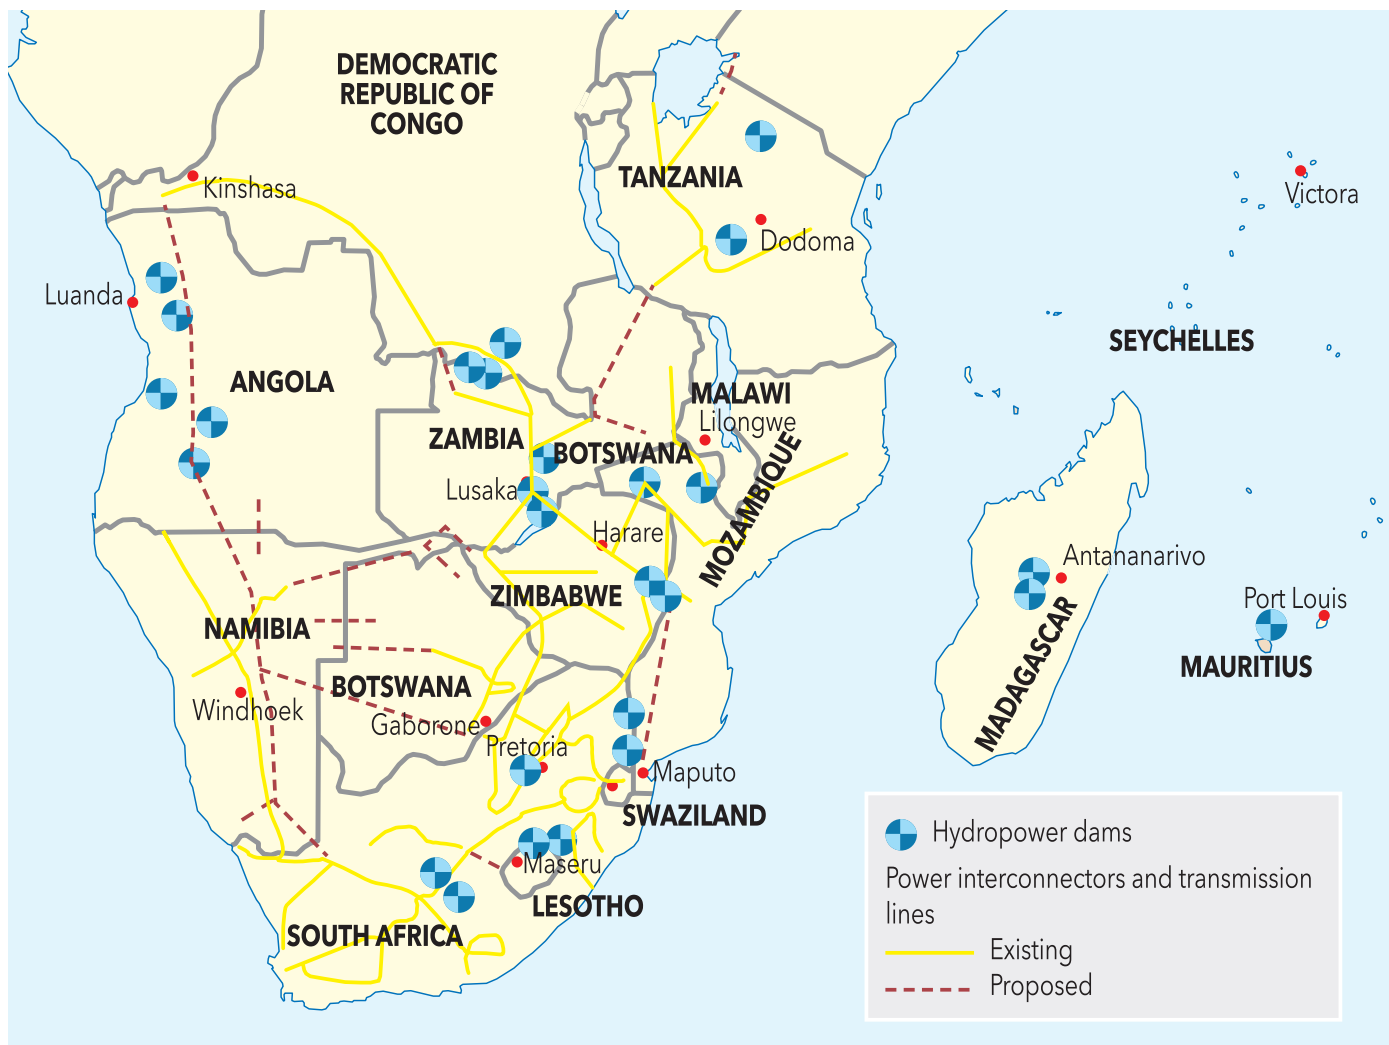 DEMOCRATIC
REPUBLIC OF
CONGO
TANZANIA
Kinshasa
Victora
Dodoma
Luanda
SEYCHELLES
ANGOLA
MALAWI
Lilongwe
ZAMBIA
BOTSWANA
MOZAMBIQUE
Lusaka
Harare
Antananarivo
ZIMBABWE
Port Louis
NAMIBIA
MADAGASCAR
MAURITIUS
BOTSWANA
Windhoek
Gaborone
Pretoria
Maputo
SWAZILAND
Maseru
LESOTHO
SOUTH AFRICA
Hydropower dams
Power interconnectors and transmission
lines
Existing
Proposed